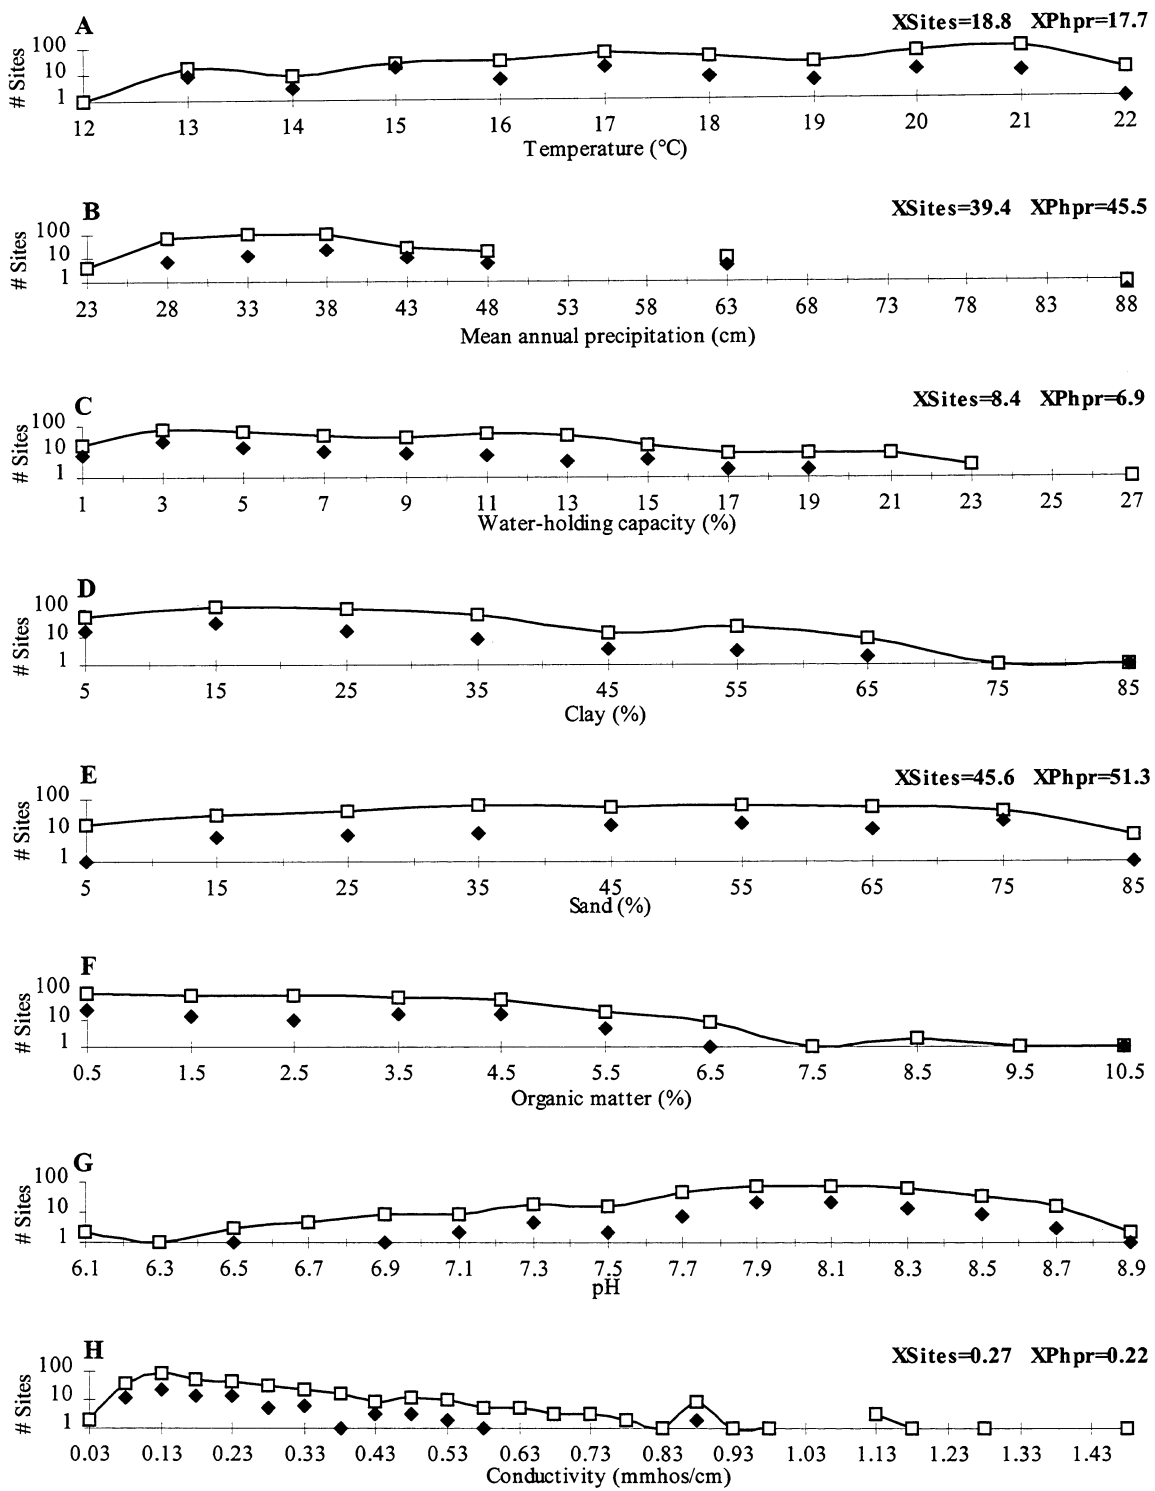 A
XSites=18.8 XPhpr=17.7
# Sites
100
10
1
12 13 14 15 16 17 18 19 20 21 22
Temperature (°C)
B
XSites=39.4 XPhpr=45.5
# Sites
100
10
1
23 28 33 38 43 48 53 58 63 68 73 78 83 88
Mean annual precipitation (cm)
C
XSites=8.4 XPhpr=6.9
# Sites
100
10
1
1 3 5 7 9 11 13 15 17 19 21 23 25 27
Water-holding capacity (%)
D
# Sites
100
10
1
5 15 25 35 45 55 65 75 85
Clay (%)
E
XSites=45.6 XPhpr=51.3
# Sites
100
10
1
5 15 25 35 45 55 65 75 85
Sand (%)
F
# Sites
100
10
1
0.5 1.5 2.5 3.5 4.5 5.5 6.5 7.5 8.5 9.5 10.5
Organic matter (%)
G
# Sites
100
10
1
6.1 6.3 6.5 6.7 6.9 7.1 7.3 7.5 7.7 7.9 8.1 8.3 8.5 8.7 8.9
pH
H
XSites=0.27 XPhpr=0.22
# Sites
100
10
1
0.03 0.13 0.23 0.33 0.43 0.53 0.63 0.73 0.83 0.93 1.03 1.13 1.23 1.33 1.43
Conductivity (mmhos/cm)